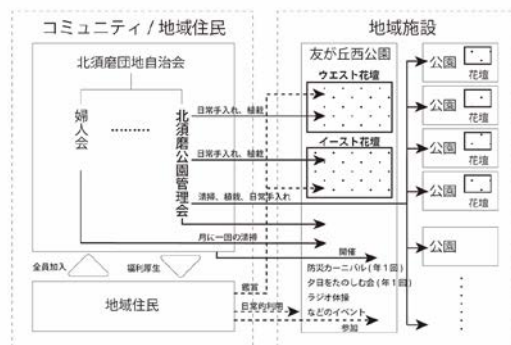 コミュニティ / 地域住民
地域施設
北須磨団地自治会
婦人会
………
北須磨公園管理会
友が丘西公園
ウエスト花壇
日常手入れ、植栽
イースト花壇
日常手入れ、植栽
清掃、植栽、日常手入れ
月に一回の清掃
開催
防災カーニバル（年1回）
夕日をたのしむ会（年1回）
ラジオ体操
などのイベント
参加
全員加入
福利厚生
地域住民
鑑賞
日常的利用
公園
花壇
公園
花壇
公園
花壇
公園
花壇
公園